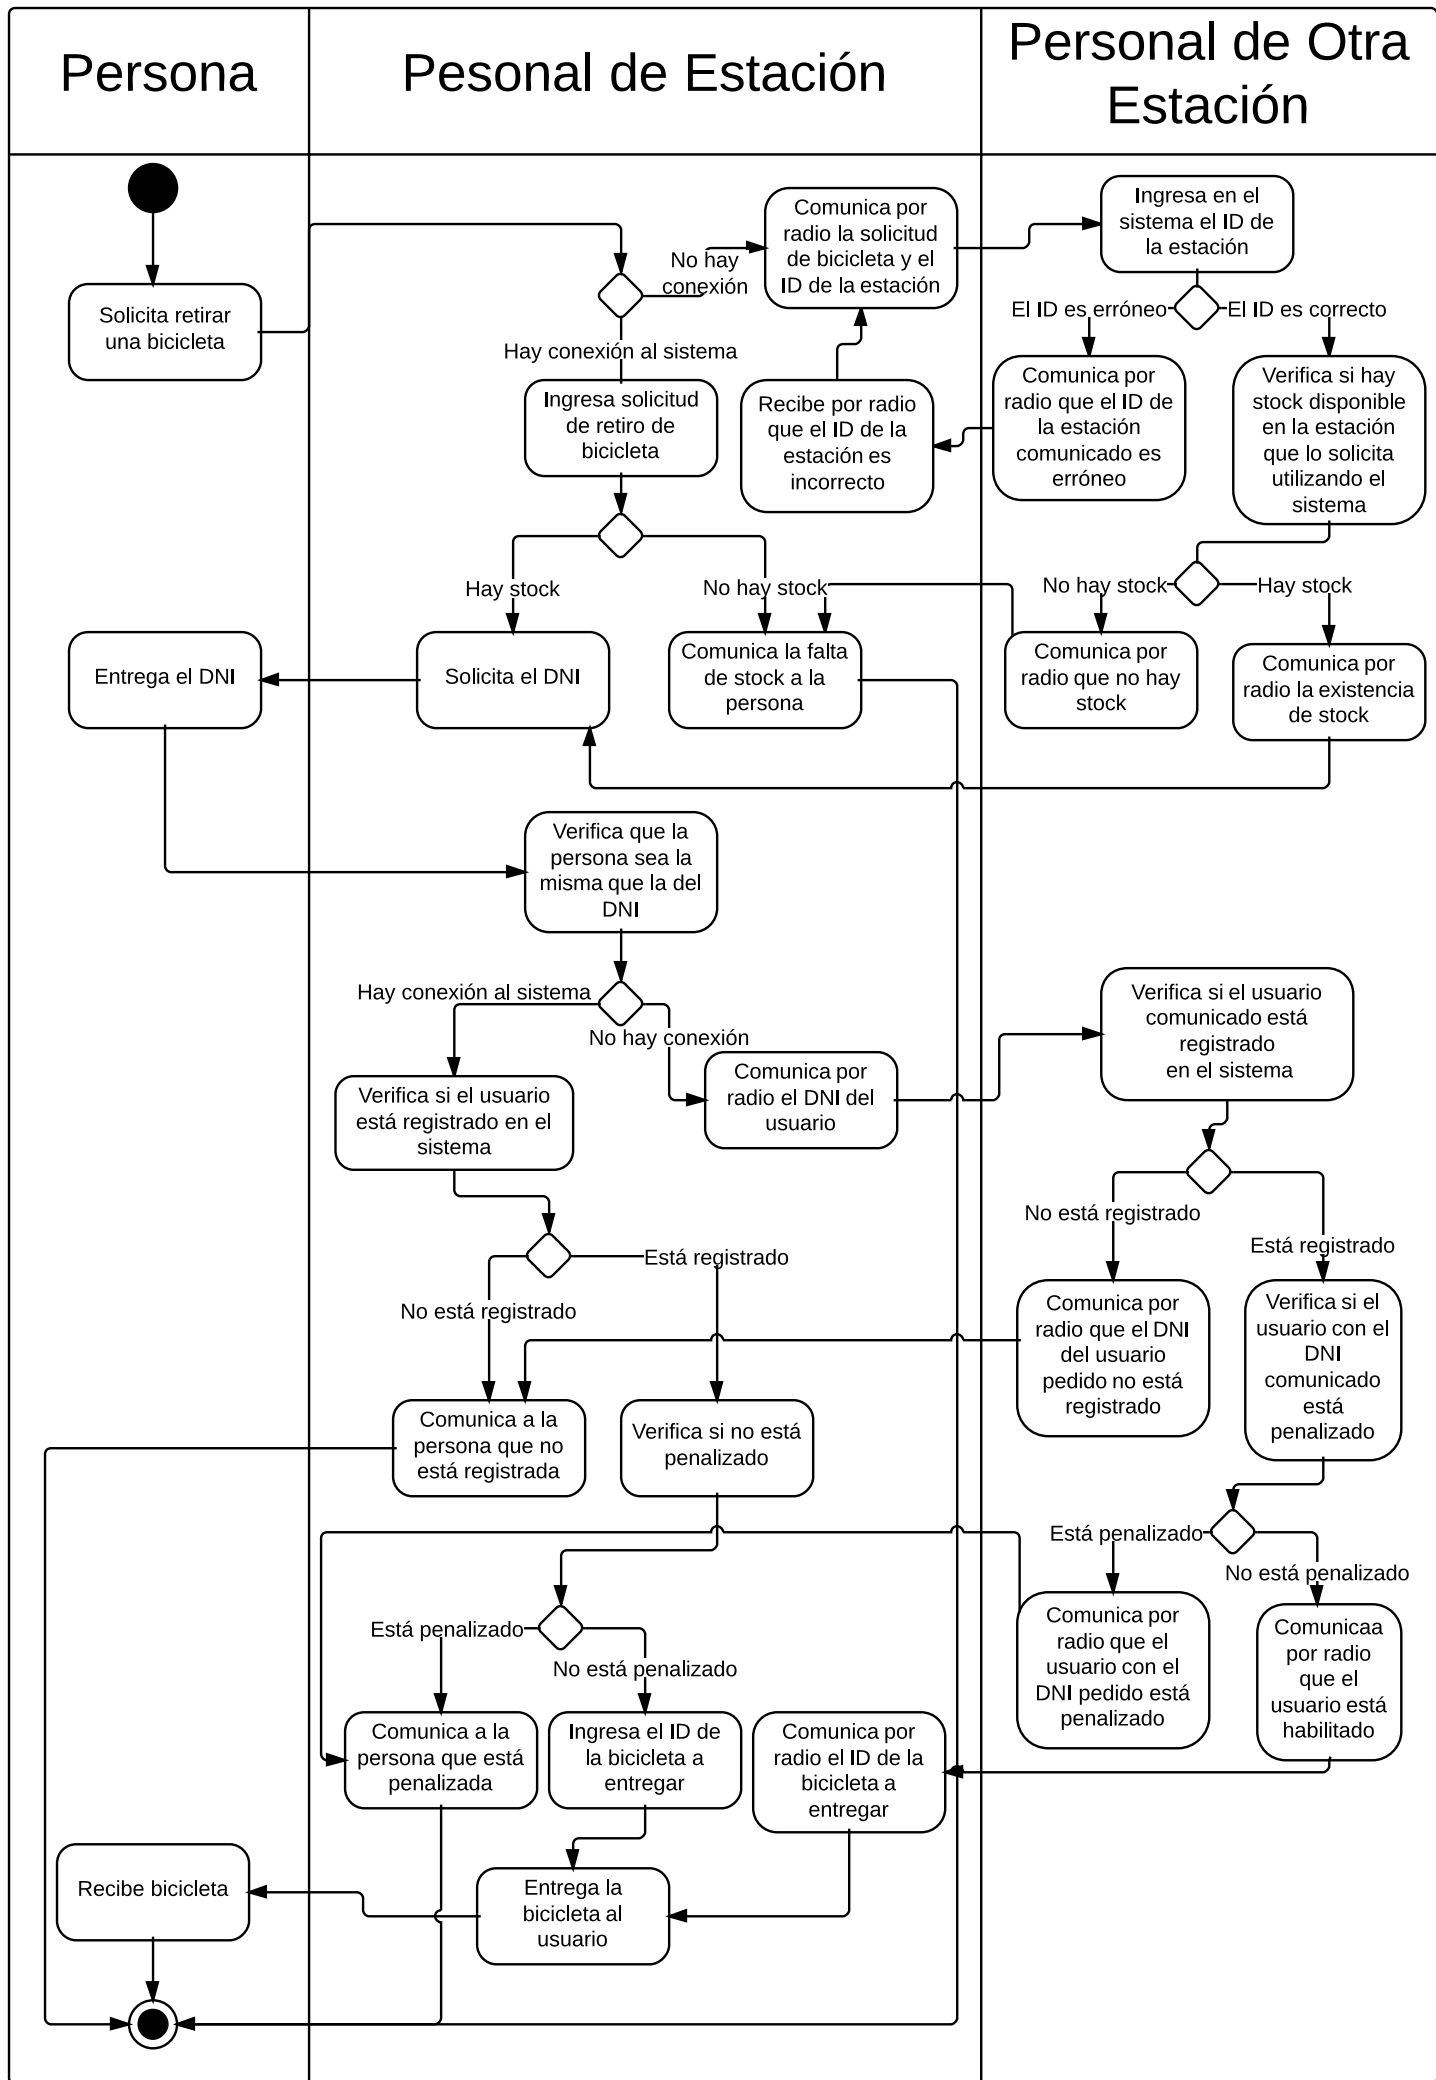 Persona
Pesonal de Estación
Personal de Otra
Estación
Solicita retirar
una bicicleta
No hay
conexión
Comunica por
radio la solicitud
de bicicleta y el
ID de la estación
Ingresa en el
sistema el ID de
la estación
El ID es erróneo
El ID es correcto
Hay conexión al sistema
Ingresa solicitud
de retiro de
bicicleta
Recibe por radio
que el ID de la
estación es
incorrecto
Comunica por
radio que el ID de
la estación
comunicado es
erróneo
Verifica si hay
stock disponible
en la estación
que lo solicita
utilizando el
sistema
Hay stock
No hay stock
No hay stock
Hay stock
Entrega el DNI
Solicita el DNI
Comunica la falta
de stock a la
persona
Comunica por
radio que no hay
stock
Comunica por
radio la existencia
de stock
Verifica que la
persona sea la
misma que la del
DNI
Hay conexión al sistema
No hay conexión
Verifica si el usuario
comunicado está
registrado
en el sistema
Verifica si el usuario
está registrado en el
sistema
Comunica por
radio el DNI del
usuario
No está registrado
Está registrado
Está registrado
No está registrado
Comunica por
radio que el DNI
del usuario
pedido no está
registrado
Verifica si el
usuario con el
DNI
comunicado
está
penalizado
Comunica a la
persona que no
está registrada
Verifica si no está
penalizado
Está penalizado
No está penalizado
Está penalizado
No está penalizado
Comunica por
radio que el
usuario con el
DNI pedido está
penalizado
Comunicaa
por radio
que el
usuario está
habilitado
Comunica a la
persona que está
penalizada
Ingresa el ID de
la bicicleta a
entregar
Comunica por
radio el ID de la
bicicleta a
entregar
Recibe bicicleta
Entrega la
bicicleta al
usuario